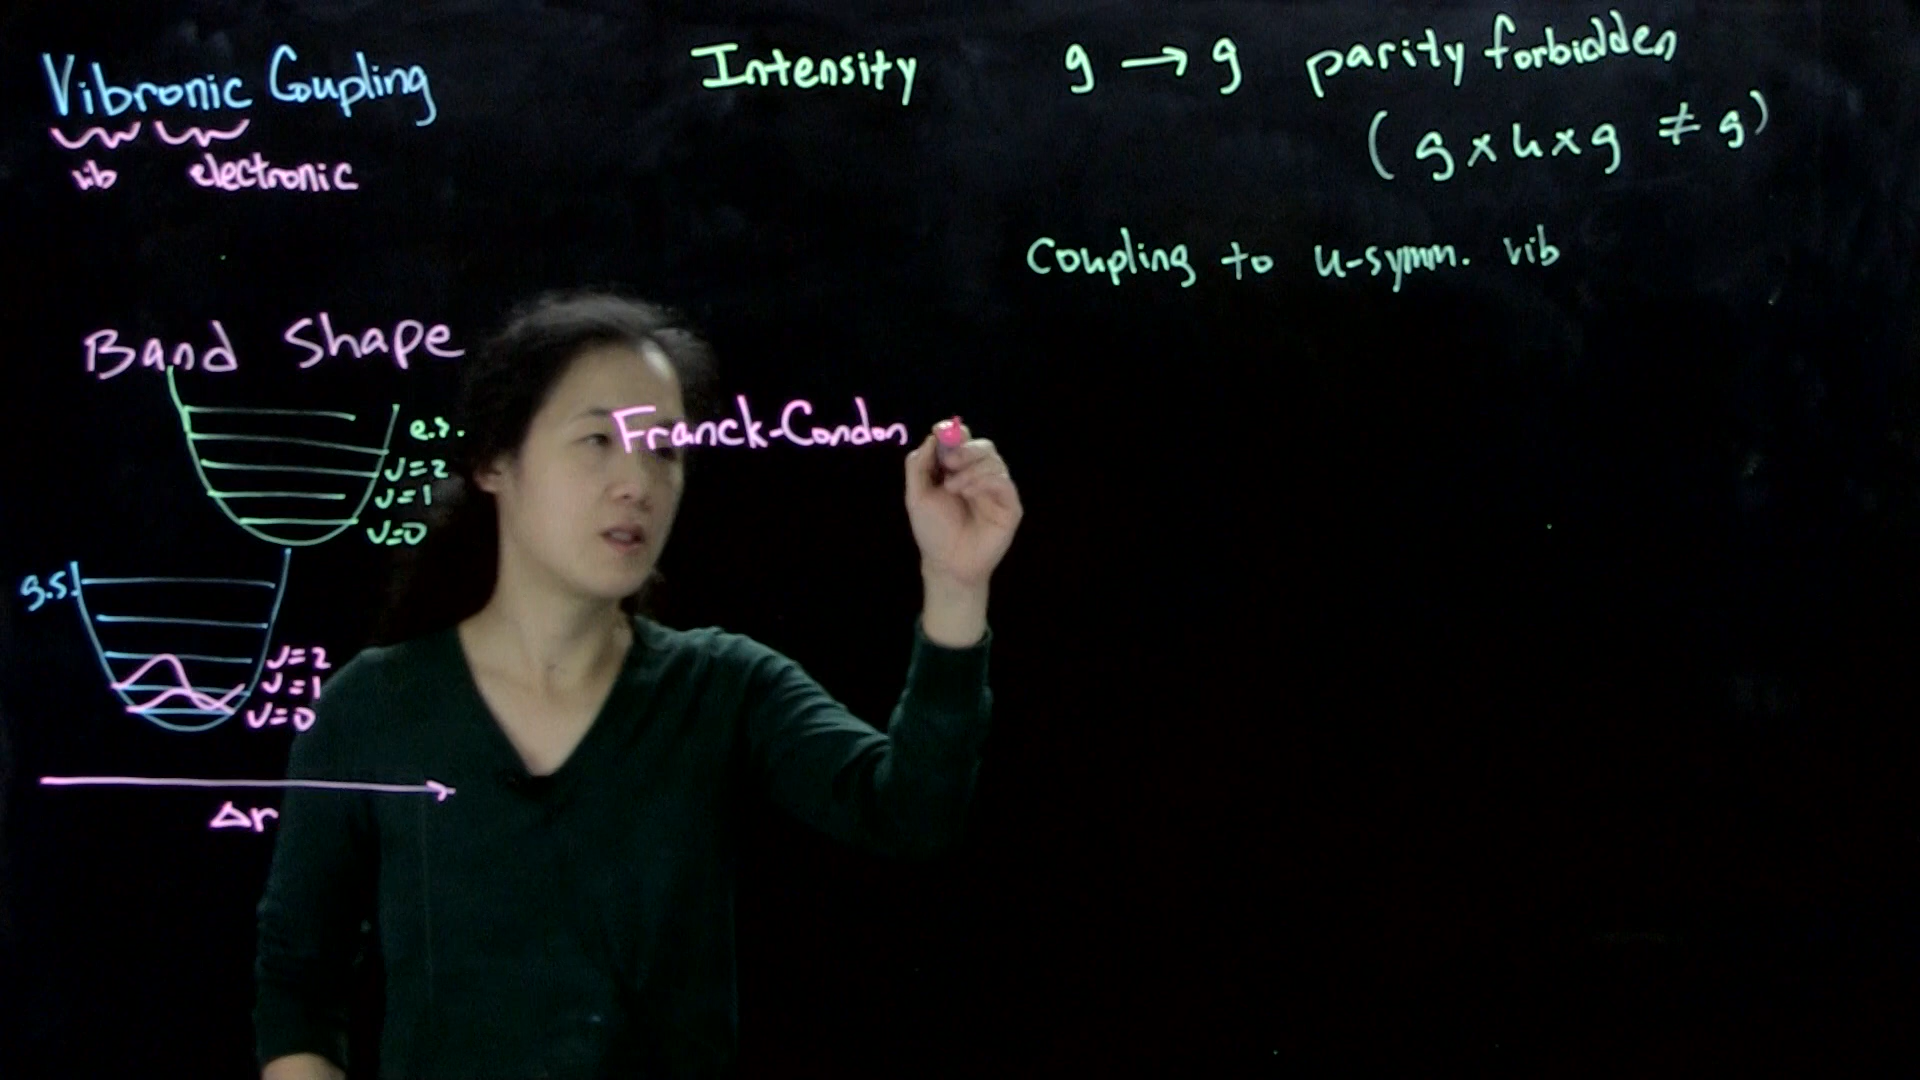 Vibronic Coupling
vib electronic
Intensity
g → g parity forbidden
(g x u x g ≠ g)
Coupling to u-symm. vib
Band Shape
Franck-Condon
e.s.
v=2
v=1
v=0
g.s.
v=2
v=1
v=0
Δr